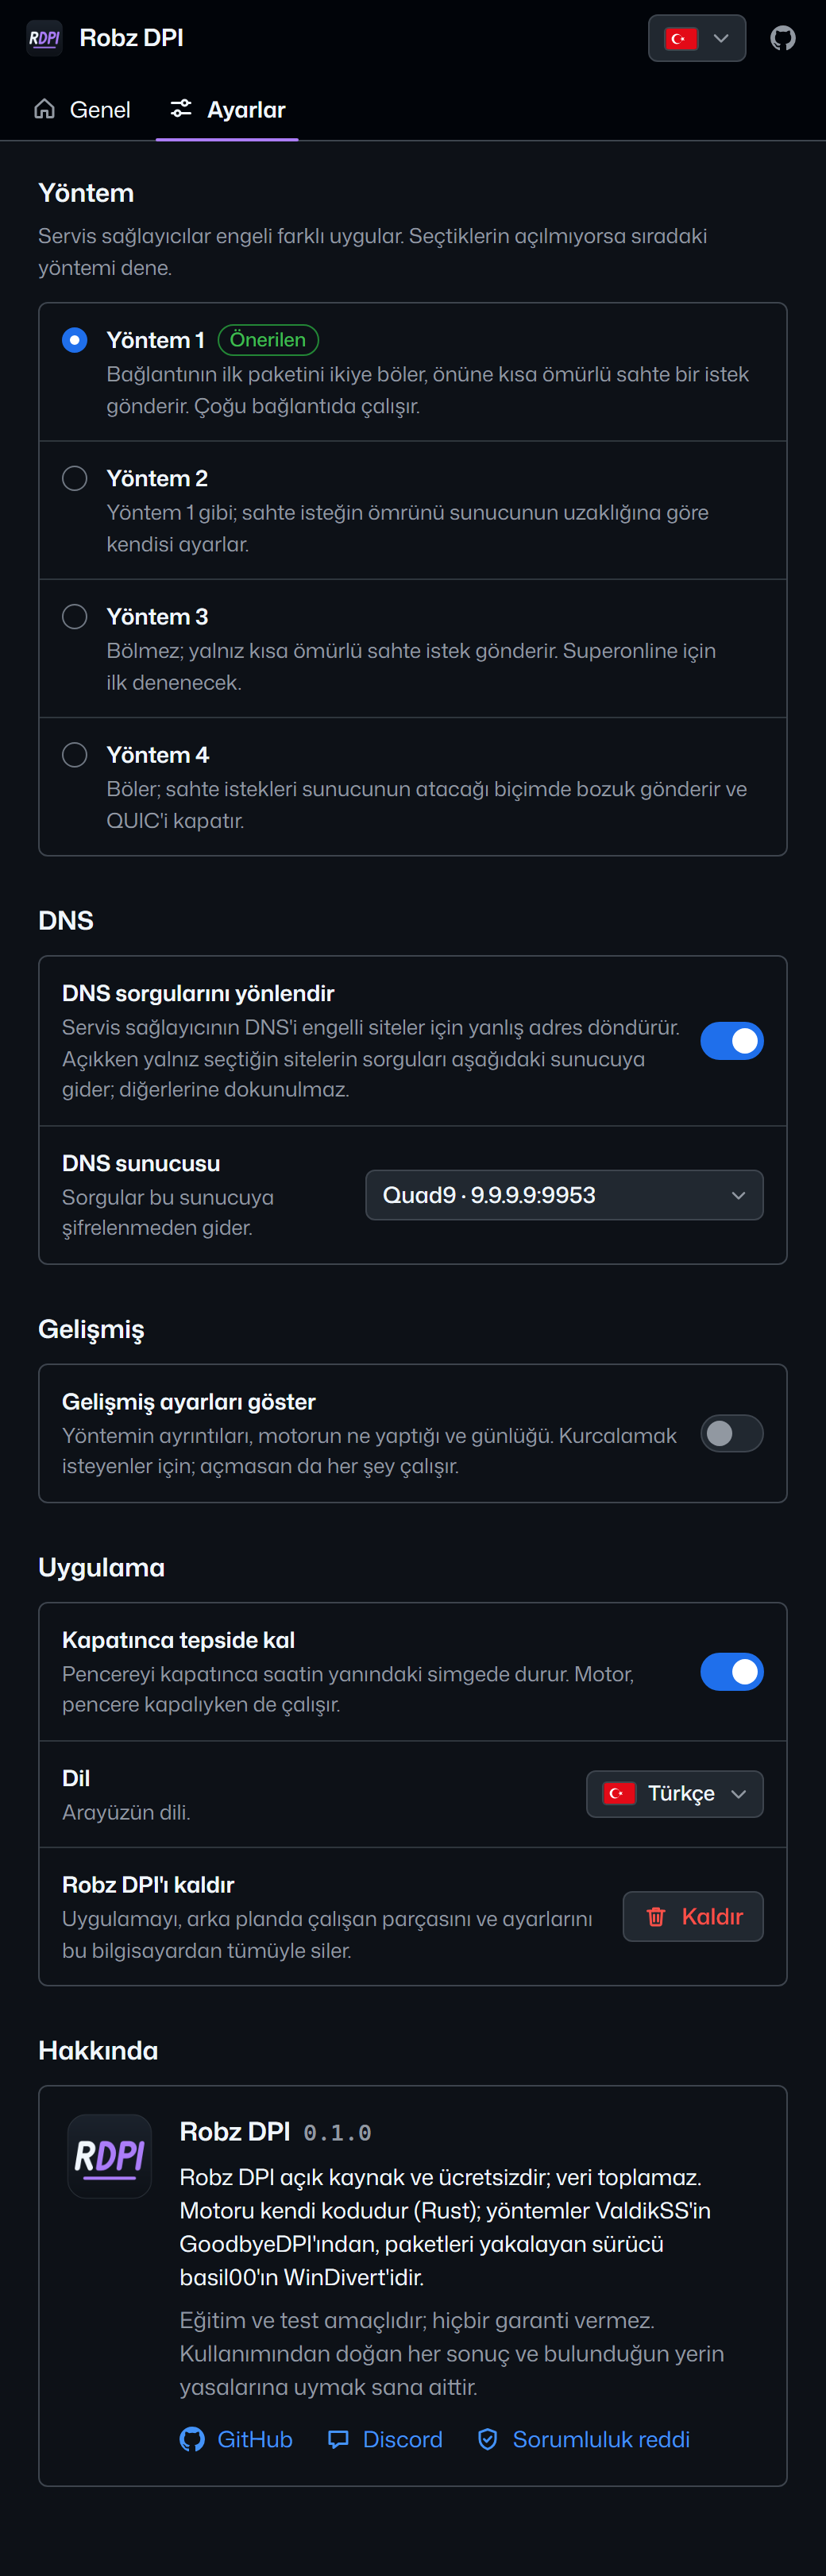 RDPI Robz DPI
Genel Ayarlar
Yöntem
Servis sağlayıcılar engeli farklı uygular. Seçtiklerin açılmıyorsa sıradaki
yöntemi dene.
Yöntem 1 Önerilen
Bağlantının ilk paketini ikiye böler, önüne kısa ömürlü sahte bir istek
gönderir. Çoğu bağlantıda çalışır.
Yöntem 2
Yöntem 1 gibi; sahte isteğin ömrünü sunucunun uzaklığına göre
kendisi ayarlar.
Yöntem 3
Bölmez; yalnız kısa ömürlü sahte istek gönderir. Superonline için
ilk denenecek.
Yöntem 4
Böler; sahte istekleri sunucunun atacağı biçimde bozuk gönderir ve
QUIC'i kapatır.
DNS
DNS sorgularını yönlendir
Servis sağlayıcının DNS'i engelli siteler için yanlış adres döndürür.
Açıkken yalnız seçtiğin sitelerin sorguları aşağıdaki sunucuya
gider; diğerlerine dokunulmaz.
DNS sunucusu
Sorgular bu sunucuya
şifrelenmeden gider.
Quad9 · 9.9.9.9:9953
Gelişmiş
Gelişmiş ayarları göster
Yöntemin ayrıntıları, motorun ne yaptığı ve günlüğü. Kurcalamak
isteyenler için; açmasan da her şey çalışır.
Uygulama
Kapatınca tepside kal
Pencereyi kapatınca saatin yanındaki simgede durur. Motor,
pencere kapalıyken de çalışır.
Dil
Arayüzün dili.
Türkçe
Robz DPI'ı kaldır
Uygulamayı, arka planda çalışan parçasını ve ayarlarını
bu bilgisayardan tümüyle siler.
Kaldır
Hakkında
RDPI
Robz DPI 0.1.0
Robz DPI açık kaynak ve ücretsizdir; veri toplamaz.
Motoru kendi kodudur (Rust); yöntemler ValdikSS'in
GoodbyeDPI'ından, paketleri yakalayan sürücü
basil00'ın WinDivert'idir.
Eğitim ve test amaçlıdır; hiçbir garanti vermez.
Kullanımından doğan her sonuç ve bulunduğun yerin
yasalarına uymak sana aittir.
GitHub Discord Sorumluluk reddi